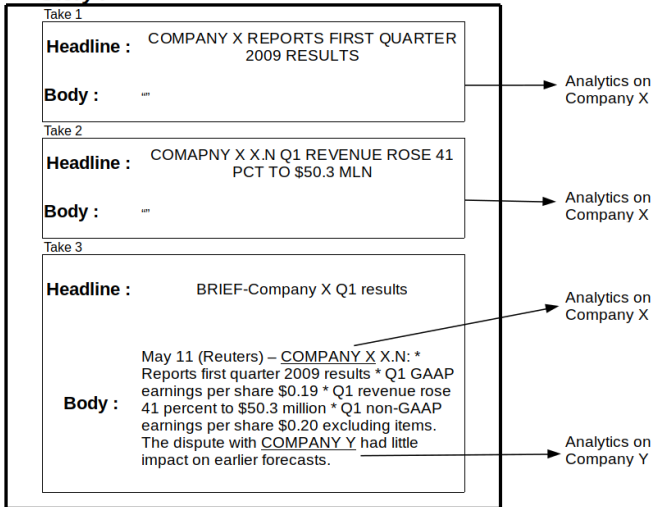 Take 1
Headline :
COMPANY X REPORTS FIRST QUARTER
2009 RESULTS
Body :
“”
Analytics on
Company X
Take 2
Headline :
COMAPNY X X.N Q1 REVENUE ROSE 41
PCT TO $50.3 MLN
Body :
“”
Analytics on
Company X
Take 3
Headline :
BRIEF-Company X Q1 results
Analytics on
Company X
Body :
May 11 (Reuters) – COMPANY X X.N: *
Reports first quarter 2009 results * Q1 GAAP
earnings per share $0.19 * Q1 revenue rose
41 percent to $50.3 million * Q1 non-GAAP
earnings per share $0.20 excluding items.
The dispute with COMPANY Y had little
impact on earlier forecasts.
Analytics on
Company Y